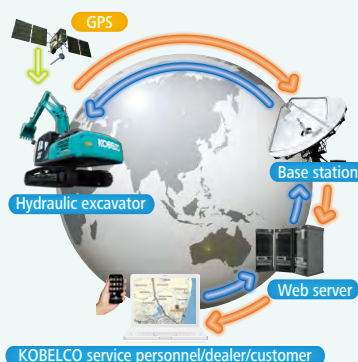 GPS
KOBELCO
Base station
Hydraulic excavator
Web server
KOBELCO service personnel/dealer/customer